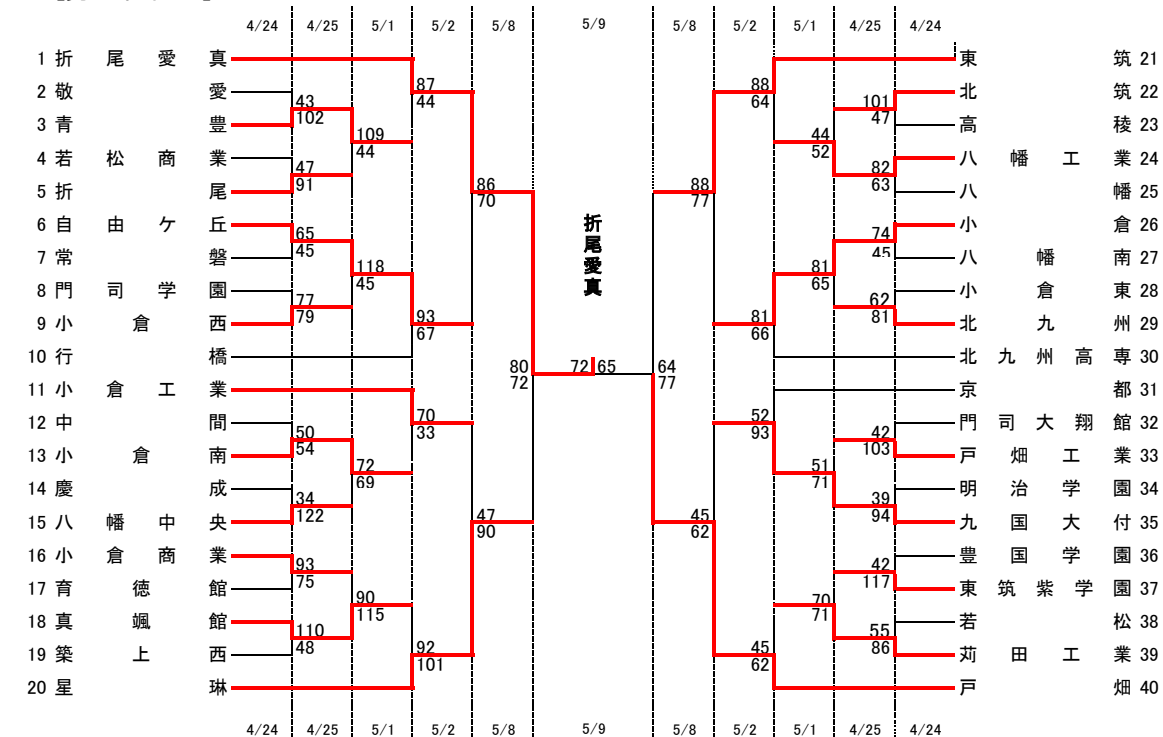 4/24 4/25 5/1 5/2 5/8 5/9 5/8 5/2 5/1 4/25 4/24
1 折尾愛真 東筑 21
87 88
2 敬愛 44 64 北筑 22
43 101
3 青豊 102 47 高稜 23
109 44
4 若松商業 44 52 八幡工業 24
47 82
5 折尾 91 86 88 63 八幡 25
70 77
6 自由ケ丘 小倉 26
65 74
7 常磐 45 45 八幡南 27
118 81
8 門司学園 45 65 小倉東 28
77 62
9 小倉西 79 93 81 81 北九州 29
67 66
折尾愛真
10 行橋 北九州高専 30
80 72 65 64
72 77
11 小倉工業 京都 31
70 52
12 中間 33 93 門司大翔館 32
50 42
13 小倉南 54 103 戸畑工業 33
72 51
14 慶成 69 71 明治学園 34
34 39
15 八幡中央 122 47 45 94 九国大付 35
90 62
16 小倉商業 豊国学園 36
93 42
17 育徳館 75 117 東筑紫学園 37
90 70
18 真颯館 115 71 若松 38
110 55
19 築上西 48 92 45 86 苅田工業 39
101 62
20 星琳 戸畑 40
4/24 4/25 5/1 5/2 5/8 5/9 5/8 5/2 5/1 4/25 4/24